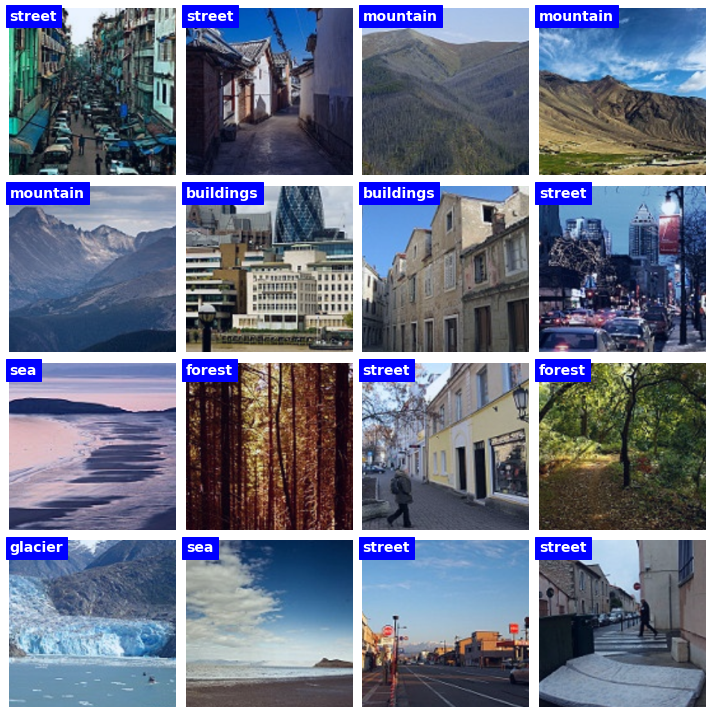 street
street
mountain
mountain
mountain
buildings
buildings
street
sea
forest
street
forest
glacier
sea
street
street